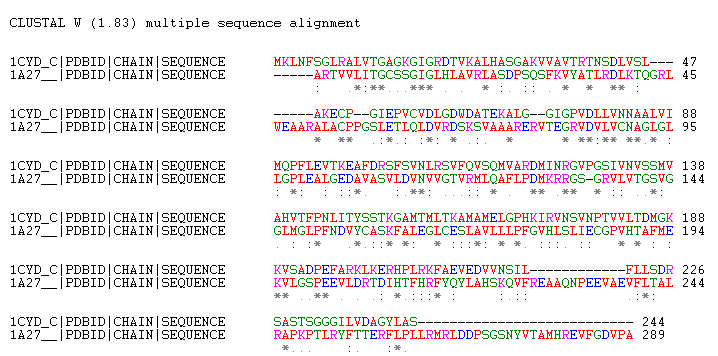 CLUSTAL W (1.83) multiple sequence alignment
1CYD_C|PDBID|CHAIN|SEQUENCE MKLNFSGLRALVTGAGKGIGRDTVKALHASGAKVVAVTRTNSDLVSL--- 47
1A27__|PDBID|CHAIN|SEQUENCE -----ARTVVLITGCSSGIGLHLAVRLASDPSQSFKVYATLRDLKTQGRL 45
1CYD_C|PDBID|CHAIN|SEQUENCE -----AKECP--GIEPVCVDLGDWDATEKALG--GIGPVDLLVNNAALVI 88
1A27__|PDBID|CHAIN|SEQUENCE WEAARALACPPGSLETLQLDVRDSKSVAAARERVTEGRVDVLVCNAGLGL 95
1CYD_C|PDBID|CHAIN|SEQUENCE MQPFLEVTKEAFDRSFSVNLRSVFQVSQMVARDMINRGVPGSIVNVSSMV 138
1A27__|PDBID|CHAIN|SEQUENCE LGPLEALGEDAVASVLDVNVVGTVRMLQAFLPDMKRRGS-GRVLVTGSVG 144
1CYD_C|PDBID|CHAIN|SEQUENCE AHVTFPNLITYSSTKGAMTMLTKAMAMELGPHKIRVNSVNPTVVLTDMGK 188
1A27__|PDBID|CHAIN|SEQUENCE GLMGLPFNDVYCASKFALEGLCESLAVLLLPFGVHLSLIECGPVHTAFME 194
1CYD_C|PDBID|CHAIN|SEQUENCE KVSADPEFARKLKERHPLRKFAEVEDVVNSIL------------FLLSDR 226
1A27__|PDBID|CHAIN|SEQUENCE KVLGSPEEVLDRTDIHTFHRFYQYLAHSKQVFREAAQNPEEVAEVFLTAL 244
1CYD_C|PDBID|CHAIN|SEQUENCE SASTSGGGILVDAGYLAS--------------------------- 244
1A27__|PDBID|CHAIN|SEQUENCE RAPKPTLRYFTTERFLPLLRMRLDDPSGSNYVTAMHREVFGDVPA 289